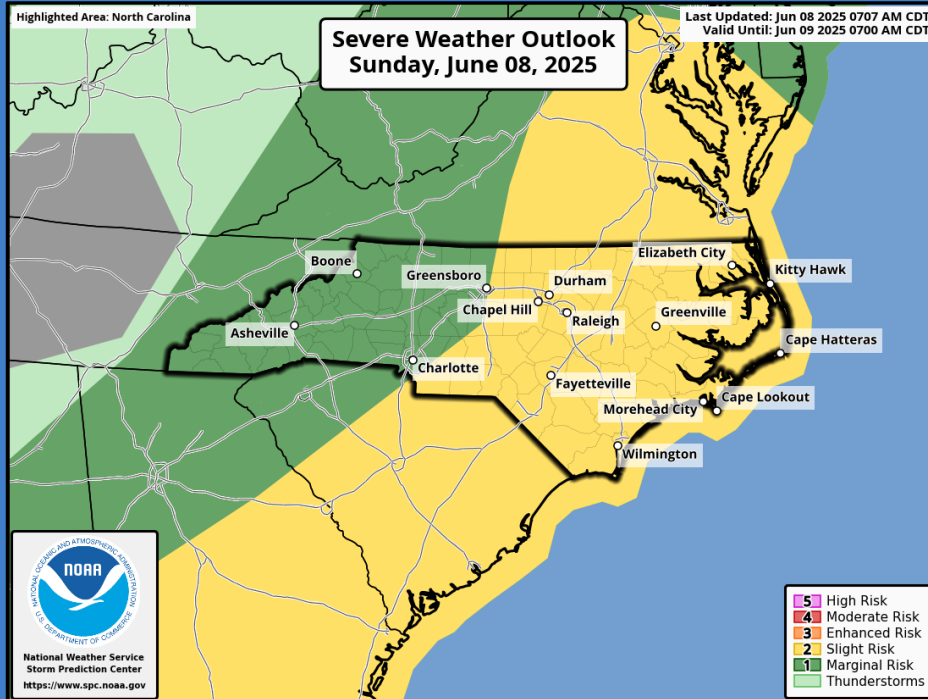 Highlighted Area: North Carolina
Severe Weather Outlook
Sunday, June 08, 2025
Last Updated: Jun 08 2025 0707 AM CDT
Valid Until: Jun 09 2025 0700 AM CDT
Boone
Greensboro
Elizabeth City
Kitty Hawk
Durham
Chapel Hill
Raleigh
Greenville
Asheville
Cape Hatteras
Charlotte
Fayetteville
Cape Lookout
Morehead City
Wilmington
NATIONAL OCEANIC AND ATMOSPHERIC ADMINISTRATION
NOAA
U.S. DEPARTMENT OF COMMERCE
National Weather Service
Storm Prediction Center
https://www.spc.noaa.gov
5 High Risk
4 Moderate Risk
3 Enhanced Risk
2 Slight Risk
1 Marginal Risk
Thunderstorms